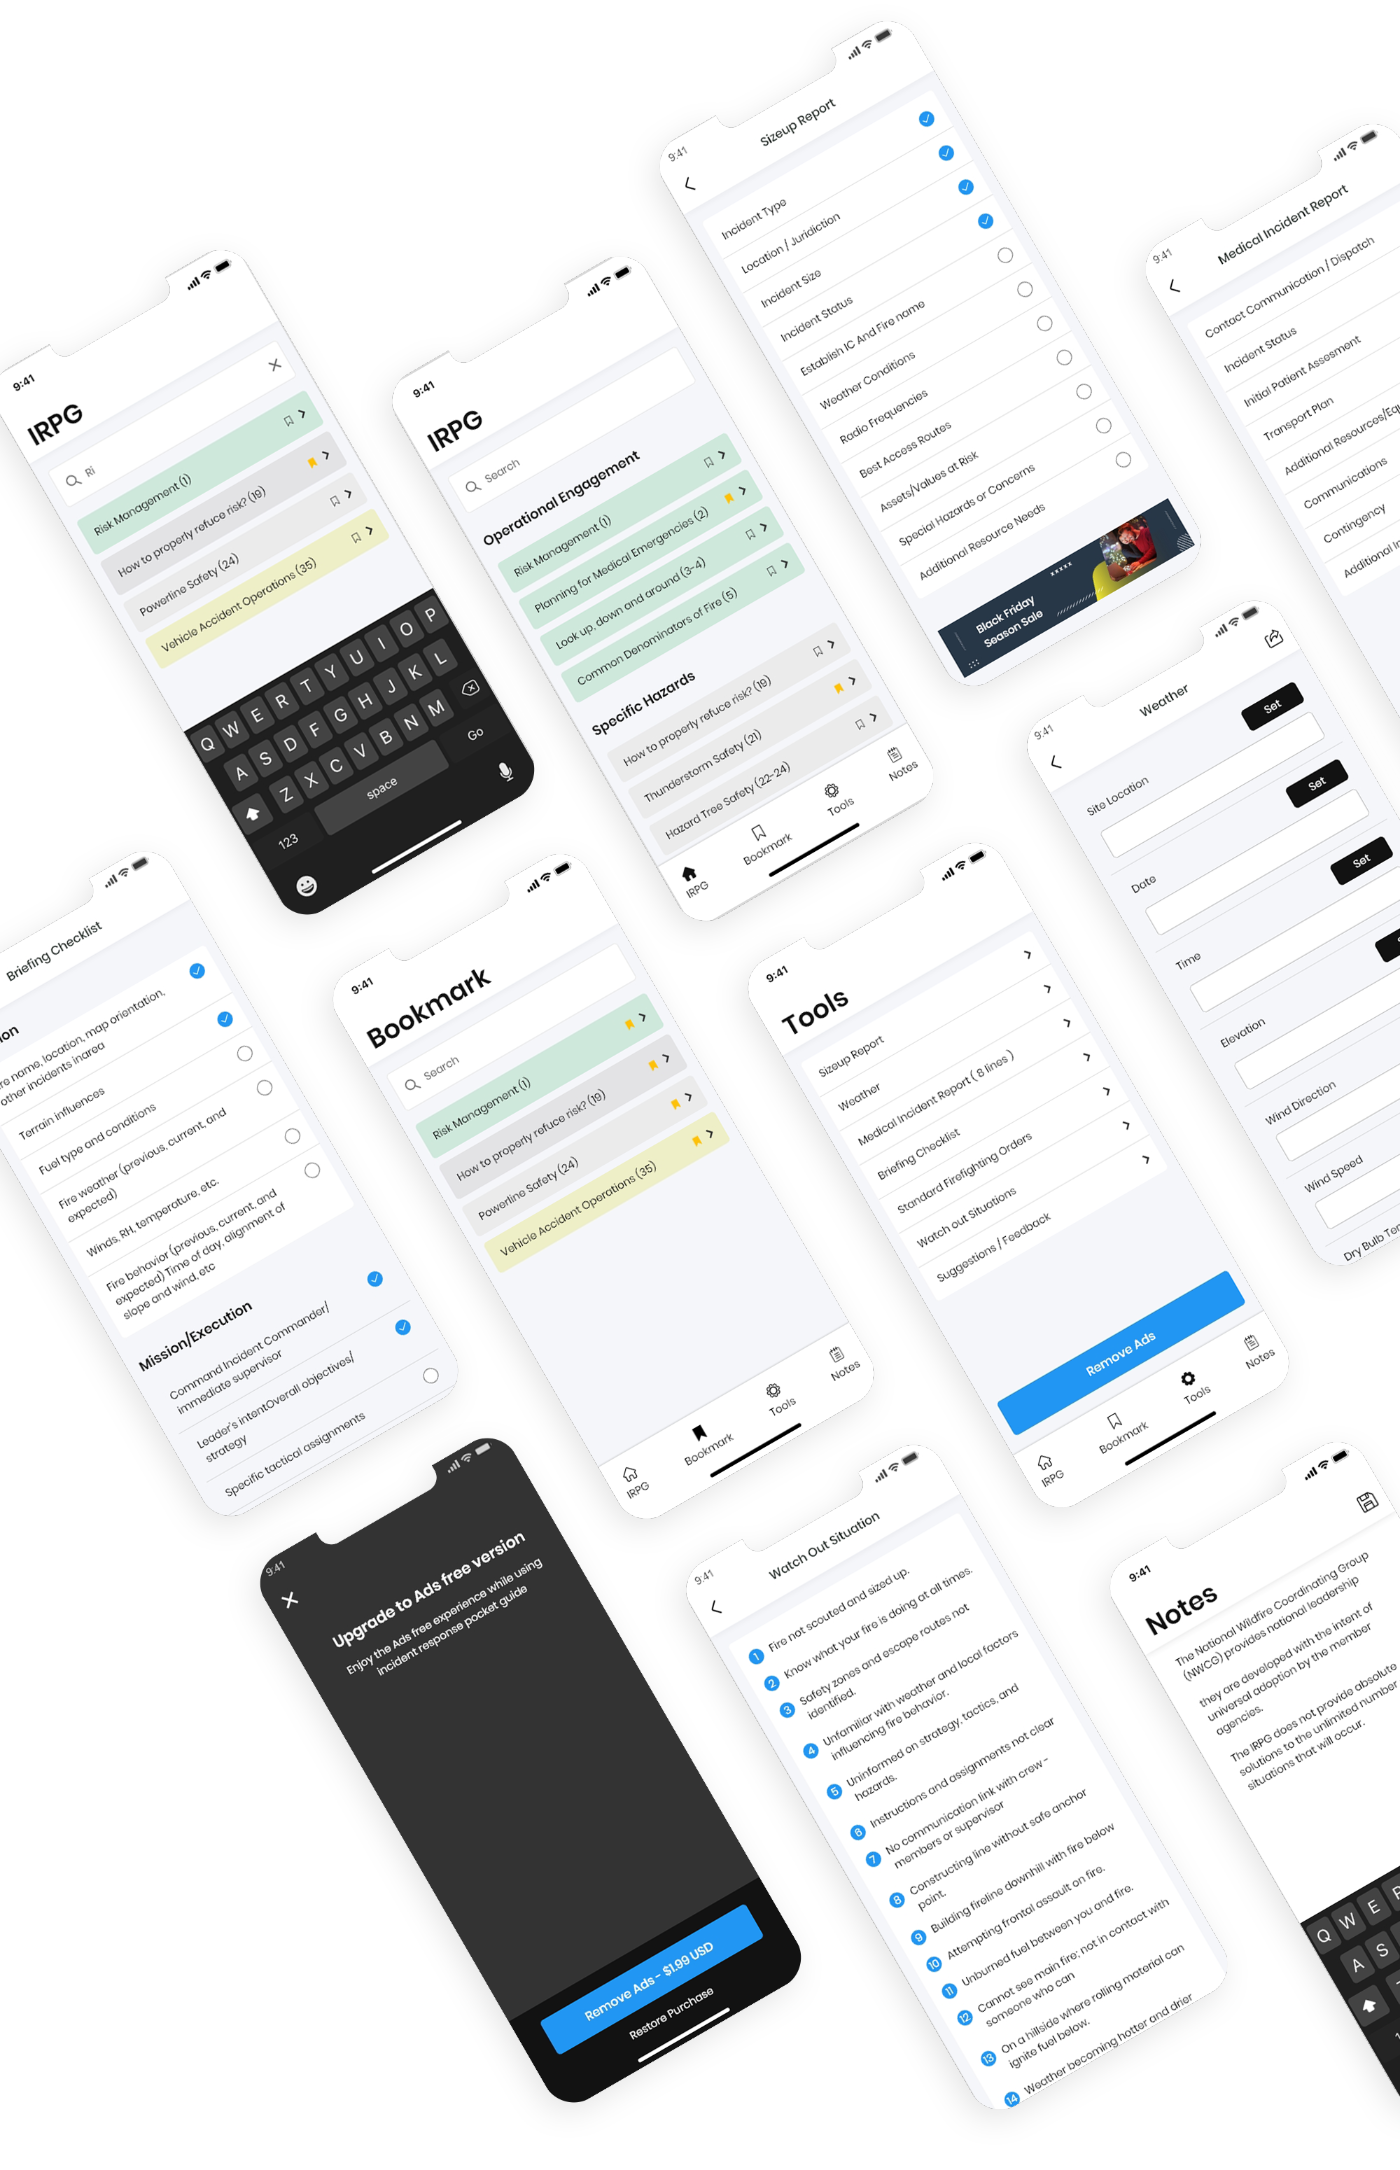 9:41
Sizeup Report
Incident Type
Location / Juridiction
Incident Size
Incident Status
Establish IC And Fire name
Weather Conditions
Radio Frequencies
Best Access Routes
Assets/Values at Risk
Special Hazards or Concerns
Additional Resource Needs
Black Friday
Season Sale
9:41
Medical Incident Report
Contact Communication / Dispatch
Incident Status
Initial Patient Assesment
Transport Plan
Additional Resources/Equ
Communications
Contingency
Additional In
9:41
IRPG
Ri
Risk Management (1)
How to properly refuce risk? (19)
Powerline Safety (24)
Vehicle Accident Operations (35)
Q W E R T Y U I O P
A S D F G H J K L
Z X C V B N M
123
space
Go
9:41
IRPG
Search
Operational Engagement
Risk Management (1)
Planning for Medical Emergencies (2)
Look up, down and around (3-4)
Common Denominators of Fire (5)
Specific Hazards
How to properly refuce risk? (19)
Thunderstorm Safety (21)
Hazard Tree Safety (22-24)
IRPG
Bookmark
Tools
Notes
9:41
Weather
Site Location
Set
Date
Set
Time
Set
Elevation
Wind Direction
Wind Speed
Dry Bulb Te
Briefing Checklist
ion
re name, location, map orientation,
other incidents inarea
Terrain influences
Fuel type and conditions
Fire weather (previous, current, and
expected)
Winds, RH, temperature, etc.
Fire behavior (previous, current, and
expected) Time of day, alignment of
slope and wind, etc
Mission/Execution
Command Incident Commander/
immediate supervisor
Leader's intentOverall objectives/
strategy
Specific tactical assignments
9:41
Bookmark
Search
Risk Management (1)
How to properly refuce risk? (19)
Powerline Safety (24)
Vehicle Accident Operations (35)
IRPG
Bookmark
Tools
Notes
9:41
Tools
Sizeup Report
Weather
Medical Incident Report ( 8 lines )
Briefing Checklist
Standard Firefighting Orders
Watch out Situations
Suggestions / Feedback
Remove Ads
IRPG
Bookmark
Tools
Notes
9:41
Upgrade to Ads free version
Enjoy the Ads free experience while using
incident response pocket guide
Remove Ads - $1.99 USD
Restore Purchase
9:41
Watch Out Situation
1 Fire not scouted and sized up.
2 Know what your fire is doing at all times.
3 Safety zones and escape routes not
identified.
4 Unfamiliar with weather and local factors
influencing fire behavior.
5 Uninformed on strategy, tactics, and
hazards.
6 Instructions and assignments not clear
7 No communication link with crew -
members or supervisor
8 Constructing line without safe anchor
point.
9 Building fireline downhill with fire below
10 Attempting frontal assault on fire.
11 Unburned fuel between you and fire.
12 Cannot see main fire; not in contact with
someone who can
13 On a hillside where rolling material can
ignite fuel below.
14 Weather becoming hotter and drier
9:41
Notes
The National Wildfire Coordinating Group
(NWCG) provides national leadership
they are developed with the intent of
universal adoption by the member
agencies.
The IRPG does not provide absolute
solutions to the unlimited number
situations that will occur.
Q W E
A S